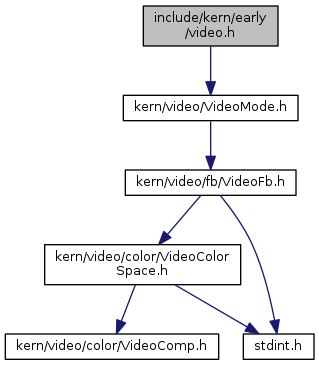 include/kern/early
/video.h
kern/video/VideoMode.h
kern/video/fb/VideoFb.h
kern/video/color/VideoColor
Space.h
kern/video/color/VideoComp.h
stdint.h